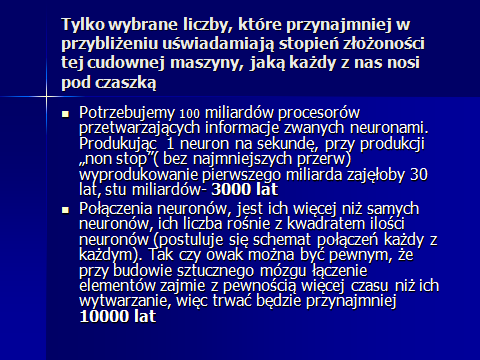 Tylko wybrane liczby, które przynajmniej w
przybliżeniu uświadamiają stopień złożoności
tej cudownej maszyny, jaką każdy z nas nosi
pod czaszką
Potrzebujemy 100 miliardów procesorów
przetwarzających informacje zwanych neuronami.
Produkując 1 neuron na sekundę, przy produkcji
„non stop"( bez najmniejszych przerw)
wyprodukowanie pierwszego miliarda zajęłoby 30
lat, stu miliardów- 3000 lat
Połączenia neuronów, jest ich więcej niż samych
neuronów, ich liczba rośnie z kwadratem ilości
neuronów (postuluje się schemat połączeń każdy z
każdym). Tak czy owak można być pewnym, że
przy budowie sztucznego mózgu łączenie
elementów zajmie z pewnością więcej czasu niż ich
wytwarzanie, więc trwać będzie przynajmniej
10000 lat